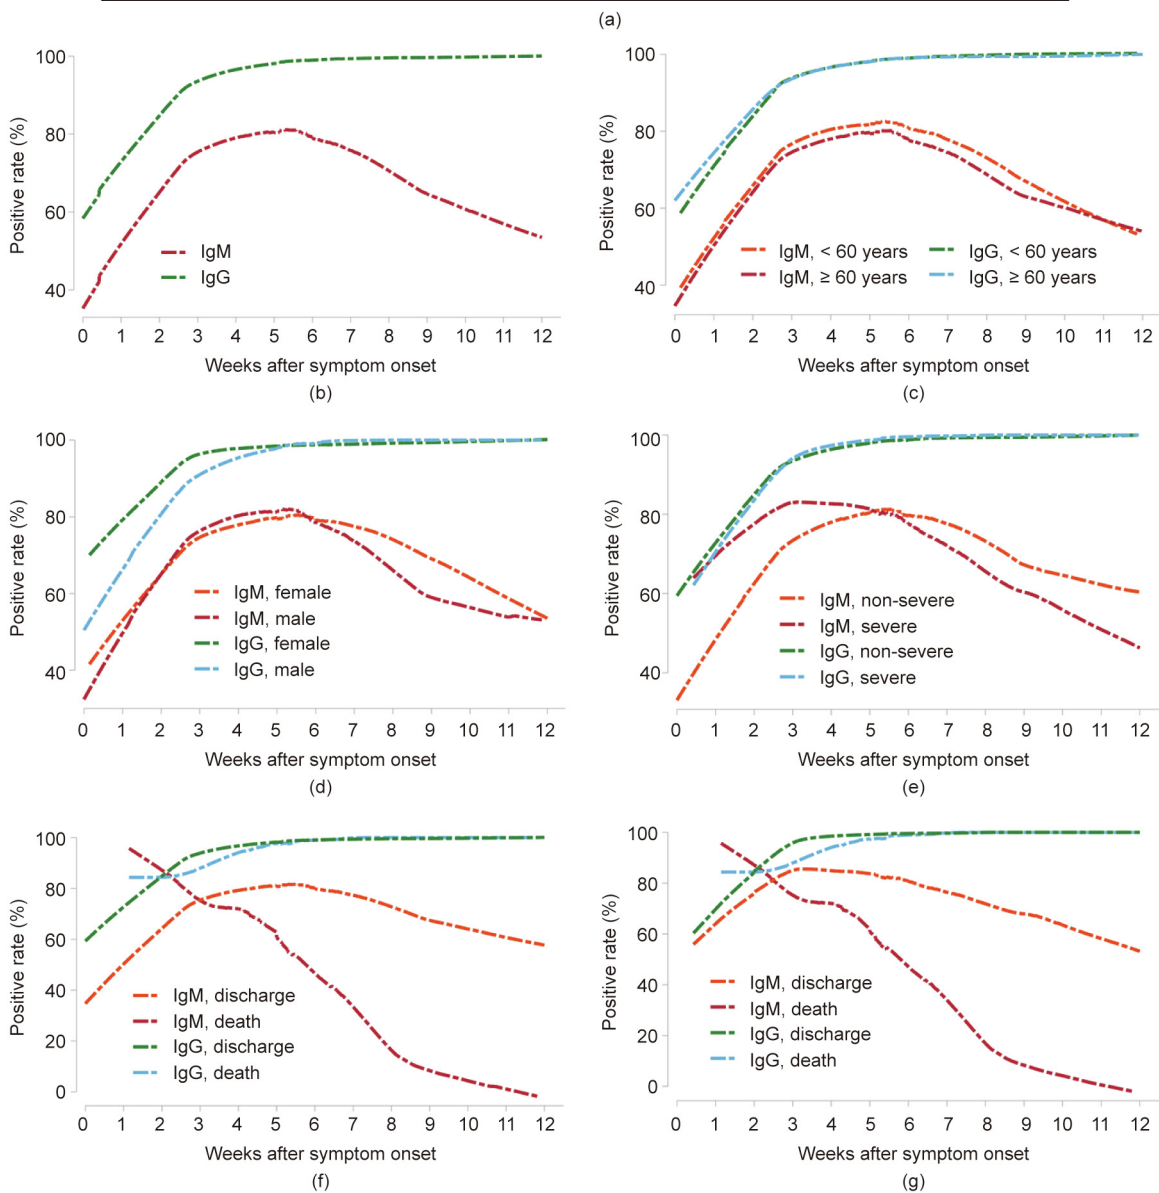 (a)
100
80
60
40
Positive rate (%)
IgM
IgG
0 1 2 3 4 5 6 7 8 9 10 11 12
Weeks after symptom onset
(b)
100
80
60
40
Positive rate (%)
IgM, < 60 years
IgG, < 60 years
IgM, ≥ 60 years
IgG, ≥ 60 years
0 1 2 3 4 5 6 7 8 9 10 11 12
Weeks after symptom onset
(c)
100
80
60
40
Positive rate (%)
IgM, female
IgM, male
IgG, female
IgG, male
0 1 2 3 4 5 6 7 8 9 10 11 12
Weeks after symptom onset
(d)
100
80
60
40
Positive rate (%)
IgM, non-severe
IgM, severe
IgG, non-severe
IgG, severe
0 1 2 3 4 5 6 7 8 9 10 11 12
Weeks after symptom onset
(e)
100
80
60
40
20
0
Positive rate (%)
IgM, discharge
IgM, death
IgG, discharge
IgG, death
0 1 2 3 4 5 6 7 8 9 10 11 12
Weeks after symptom onset
(f)
100
80
60
40
20
0
Positive rate (%)
IgM, discharge
IgM, death
IgG, discharge
IgG, death
0 1 2 3 4 5 6 7 8 9 10 11 12
Weeks after symptom onset
(g)